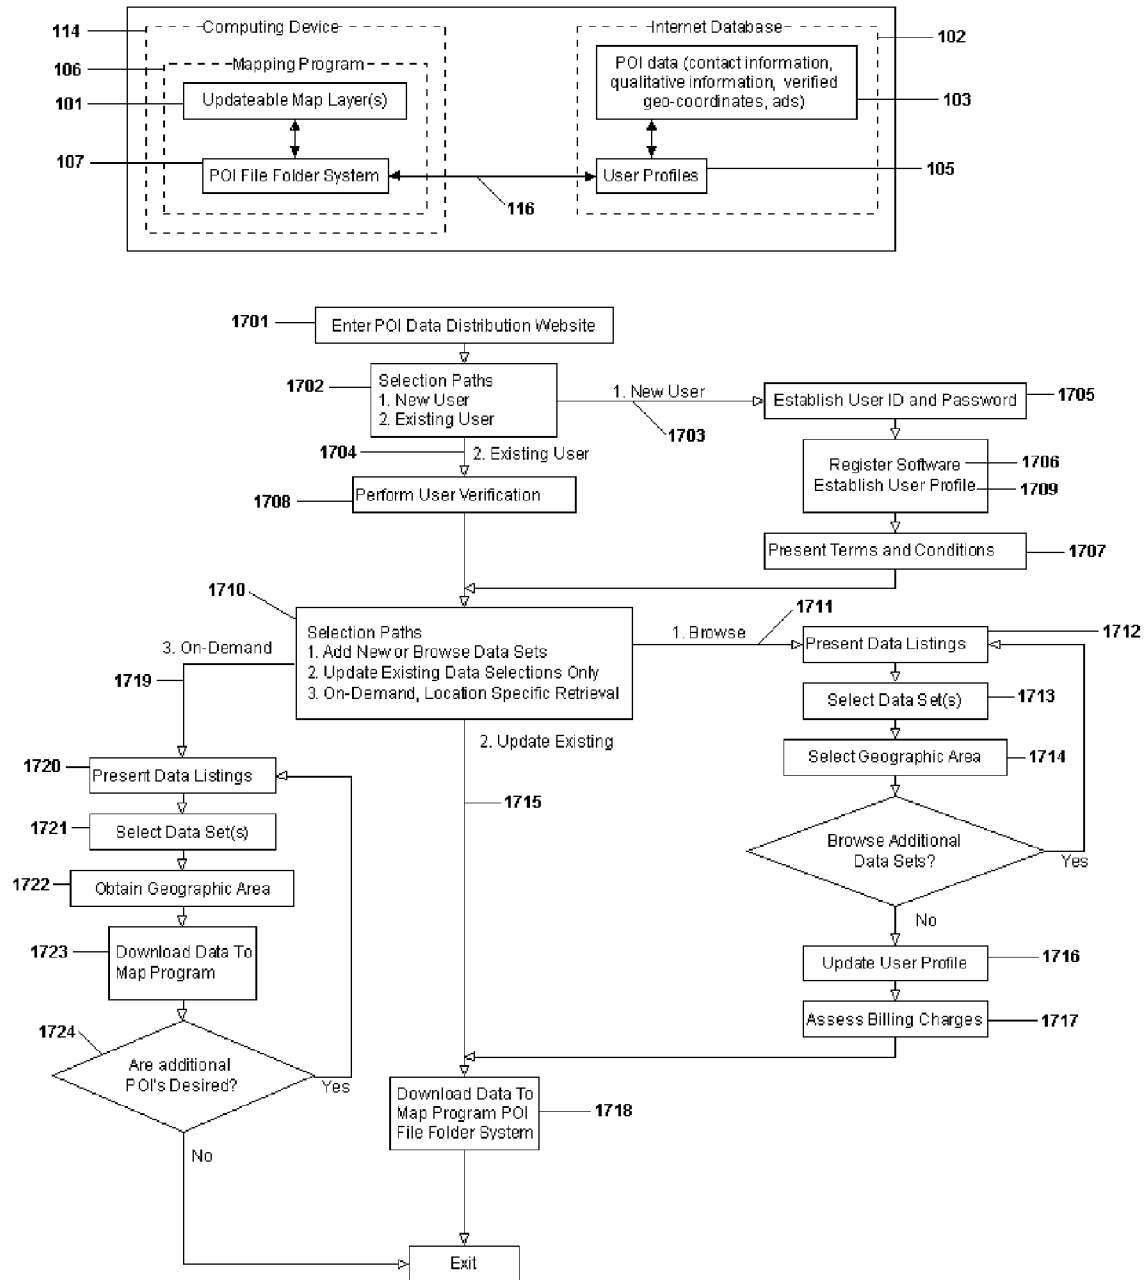 114
Computing Device
Internet Database
102
106
Mapping Program
POI data (contact information,
qualitative information, verified
geo-coordinates, ads)
101
Updateable Map Layer(s)
103
107
POI File Folder System
User Profiles
105
116
1701
Enter POI Data Distribution Website
1702
Selection Paths
1. New User
2. Existing User
1. New User
1703
Establish User ID and Password
1705
1704
2. Existing User
Register Software
1706
Establish User Profile
1709
1708
Perform User Verification
Present Terms and Conditions
1707
1710
1711
Selection Paths
1. Add New or Browse Data Sets
2. Update Existing Data Selections Only
3. On-Demand, Location Specific Retrieval
1. Browse
Present Data Listings
1712
3. On-Demand
1719
Select Data Set(s)
1713
2. Update Existing
Select Geographic Area
1714
1720
Present Data Listings
1715
1721
Select Data Set(s)
Browse Additional
Data Sets?
Yes
1722
Obtain Geographic Area
No
1723
Download Data To
Map Program
Update User Profile
1716
Assess Billing Charges
1717
1724
Are additional
POI's Desired?
Yes
Download Data To
Map Program POI
File Folder System
1718
No
Exit